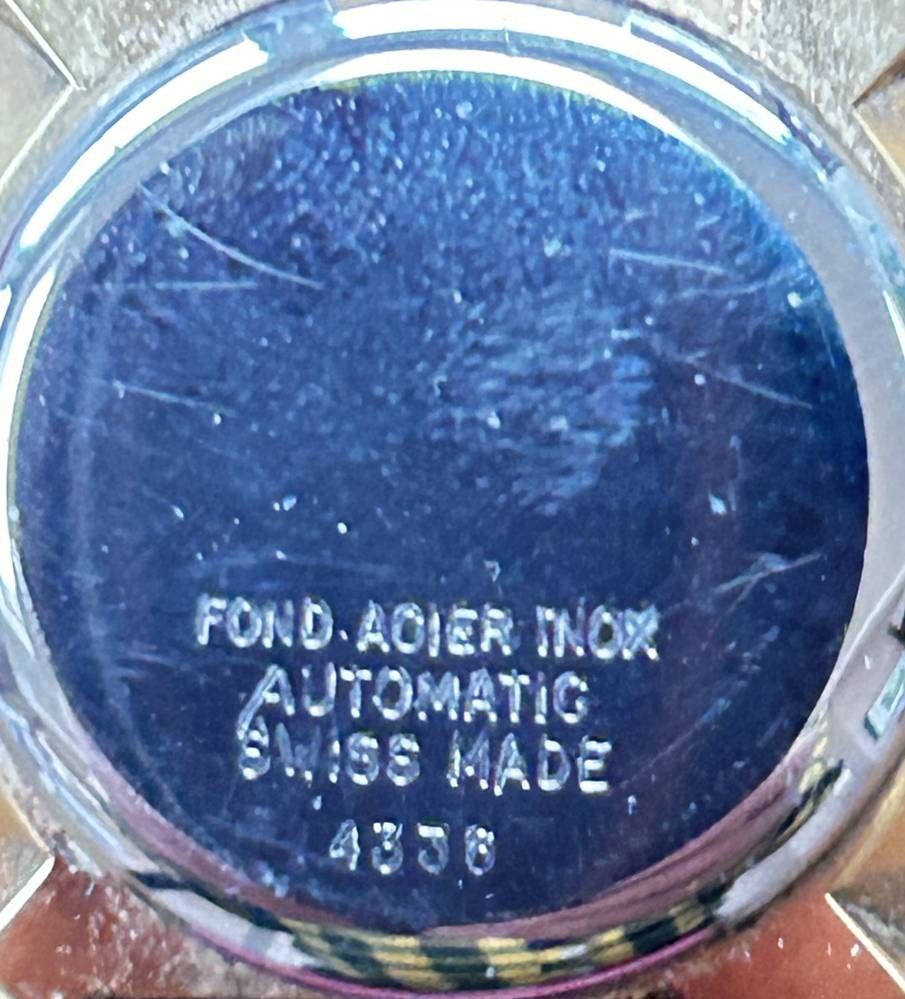 FOND ACIER INOX
AUTOMATIC
SWISS MADE
4338